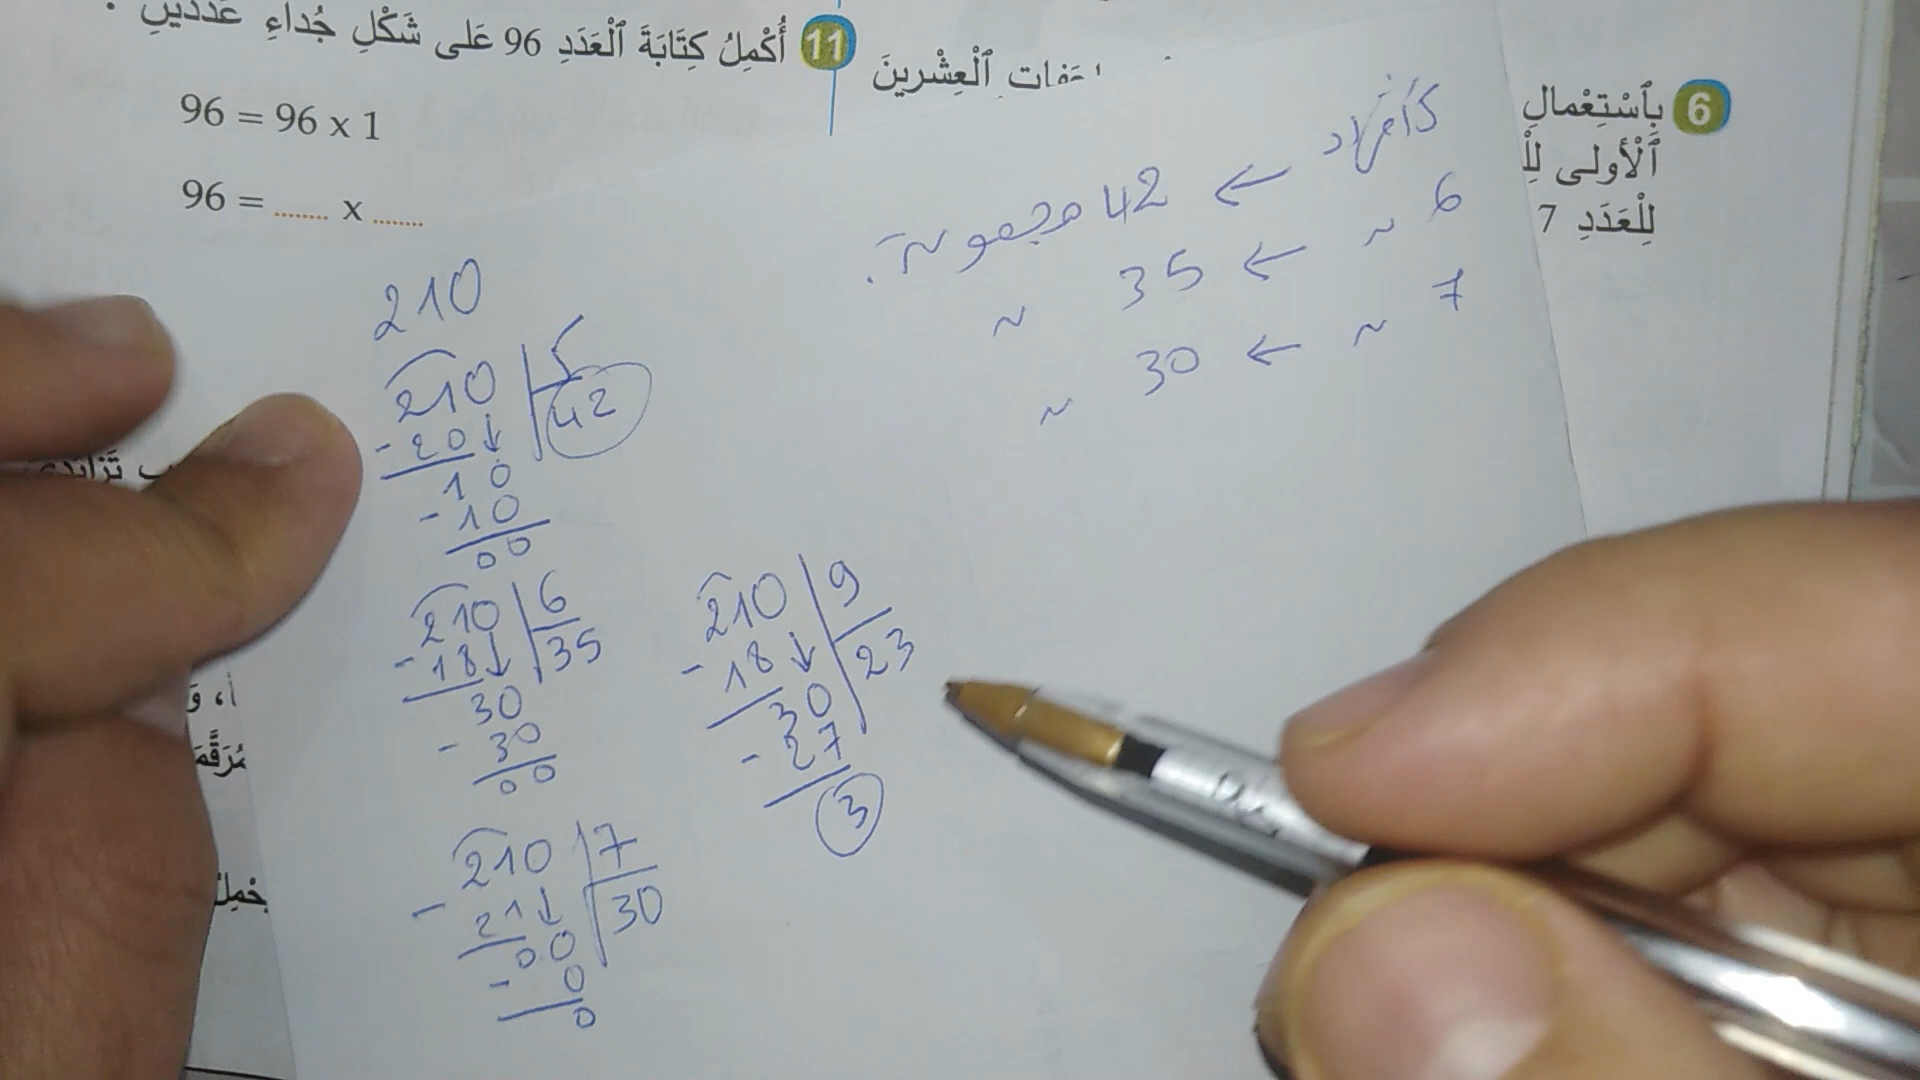 6 بِٱسْتِعْمالِ
ٱلْأولى لِلْ
لِلْعَدَدِ 7
ٱلْعِشْرينَ
11 أُكْمِلُ كِتَابَةَ ٱلْعَدَدِ 96 عَلى شَكْلِ جُداءِ عَدَدَيْنِ .
96 = 96 x 1
96 = ........ x ........
5 أفراد ← 42 مجموعة.
6 ~ ← 35 ~
7 ~ ← 30 ~
210
210 5
- 20 42
10
- 10
00
210 6
- 18 35
30
- 30
00
210 7
- 21 30
00
- 0
0
210 9
- 18 23
30
- 27
3